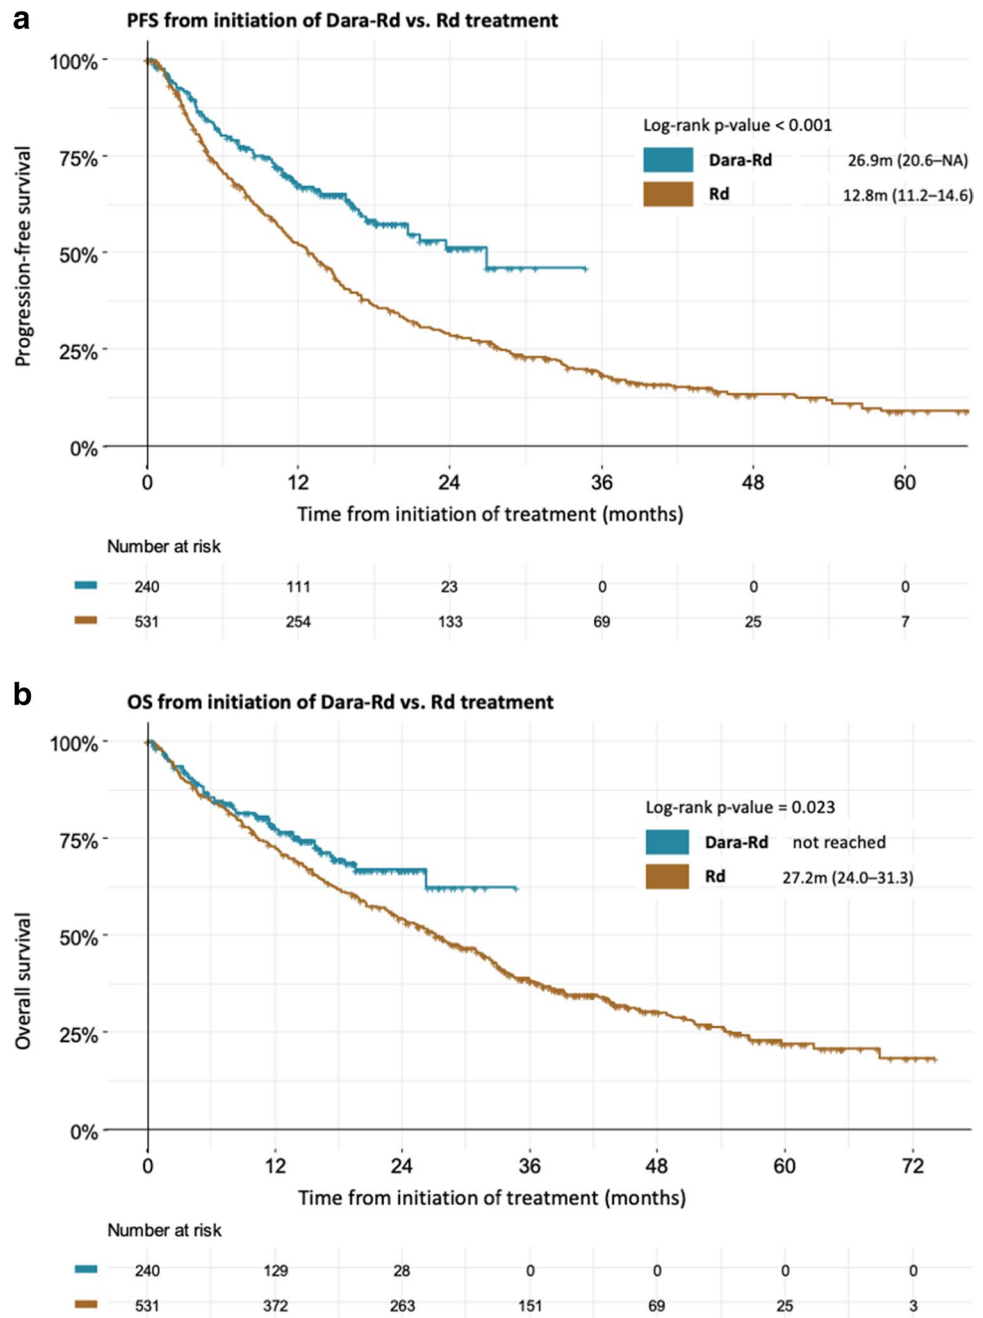 a
PFS from initiation of Dara-Rd vs. Rd treatment
Progression-free survival
100%
75%
50%
25%
0%
Log-rank p-value < 0.001
Dara-Rd 26.9m (20.6–NA)
Rd 12.8m (11.2–14.6)
0 12 24 36 48 60
Time from initiation of treatment (months)
Number at risk
240 111 23 0 0 0
531 254 133 69 25 7
b
OS from initiation of Dara-Rd vs. Rd treatment
Overall survival
100%
75%
50%
25%
0%
Log-rank p-value = 0.023
Dara-Rd not reached
Rd 27.2m (24.0–31.3)
0 12 24 36 48 60 72
Time from initiation of treatment (months)
Number at risk
240 129 28 0 0 0 0
531 372 263 151 69 25 3